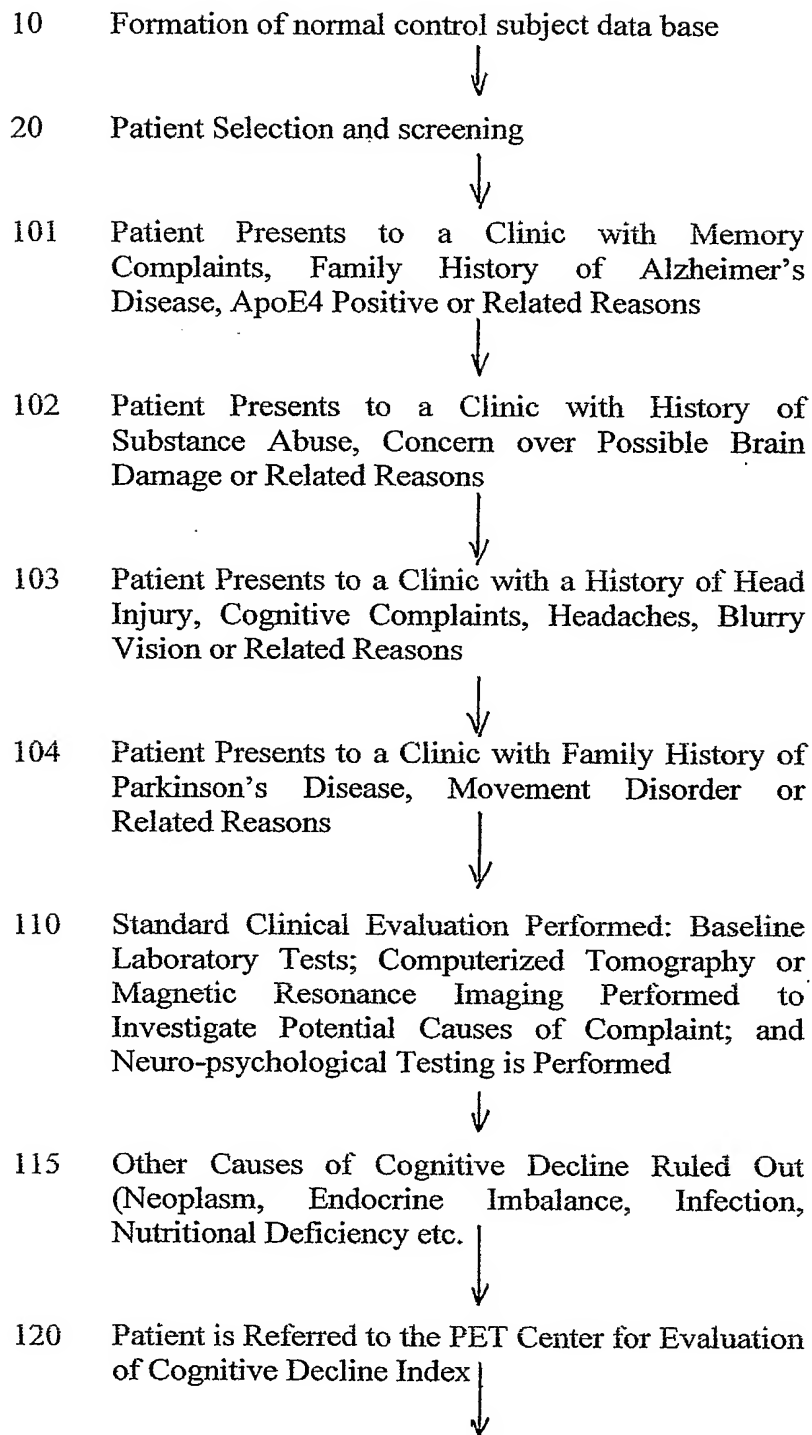 10 Formation of normal control subject data base
20 Patient Selection and screening
101 Patient Presents to a Clinic with Memory
Complaints, Family History of Alzheimer's
Disease, ApoE4 Positive or Related Reasons
102 Patient Presents to a Clinic with History of
Substance Abuse, Concern over Possible Brain
Damage or Related Reasons
103 Patient Presents to a Clinic with a History of Head
Injury, Cognitive Complaints, Headaches, Blurry
Vision or Related Reasons
104 Patient Presents to a Clinic with Family History of
Parkinson's Disease, Movement Disorder or
Related Reasons
110 Standard Clinical Evaluation Performed: Baseline
Laboratory Tests; Computerized Tomography or
Magnetic Resonance Imaging Performed to
Investigate Potential Causes of Complaint; and
Neuro-psychological Testing is Performed
115 Other Causes of Cognitive Decline Ruled Out
(Neoplasm, Endocrine Imbalance, Infection,
Nutritional Deficiency etc.
120 Patient is Referred to the PET Center for Evaluation
of Cognitive Decline Index